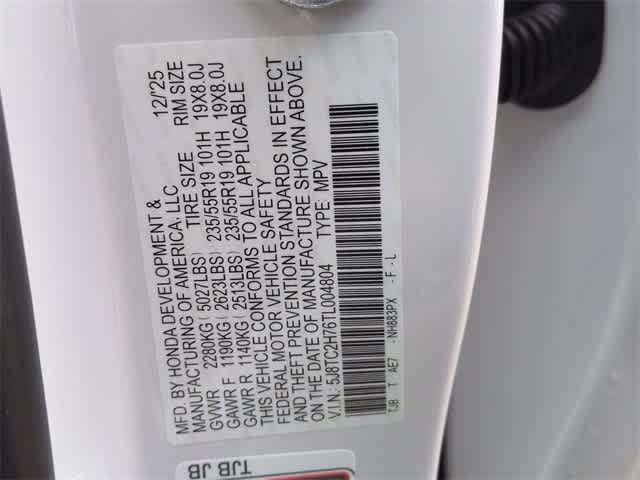 MFD. BY HONDA DEVELOPMENT & 12/'25
MANUFACTURING OF AMERICA, LLC
TIRE SIZE RIM SIZE
GVWR 2280KG (5027LBS) 235/55R19 101H 19X8.0J
GAWR F 1190KG (2623LBS) 235/55R19 101H 19X8.0J
GAWR R 1140KG (2513LBS)
THIS VEHICLE CONFORMS TO ALL APPLICABLE
FEDERAL MOTOR VEHICLE SAFETY
AND THEFT PREVENTION STANDARDS IN EFFECT
ON THE DATE OF MANUFACTURE SHOWN ABOVE.
V.I.N.: 5J8TC2H76TL004804 TYPE: MPV
TJB T AE7 - NH883PX - F - L
TJB JB